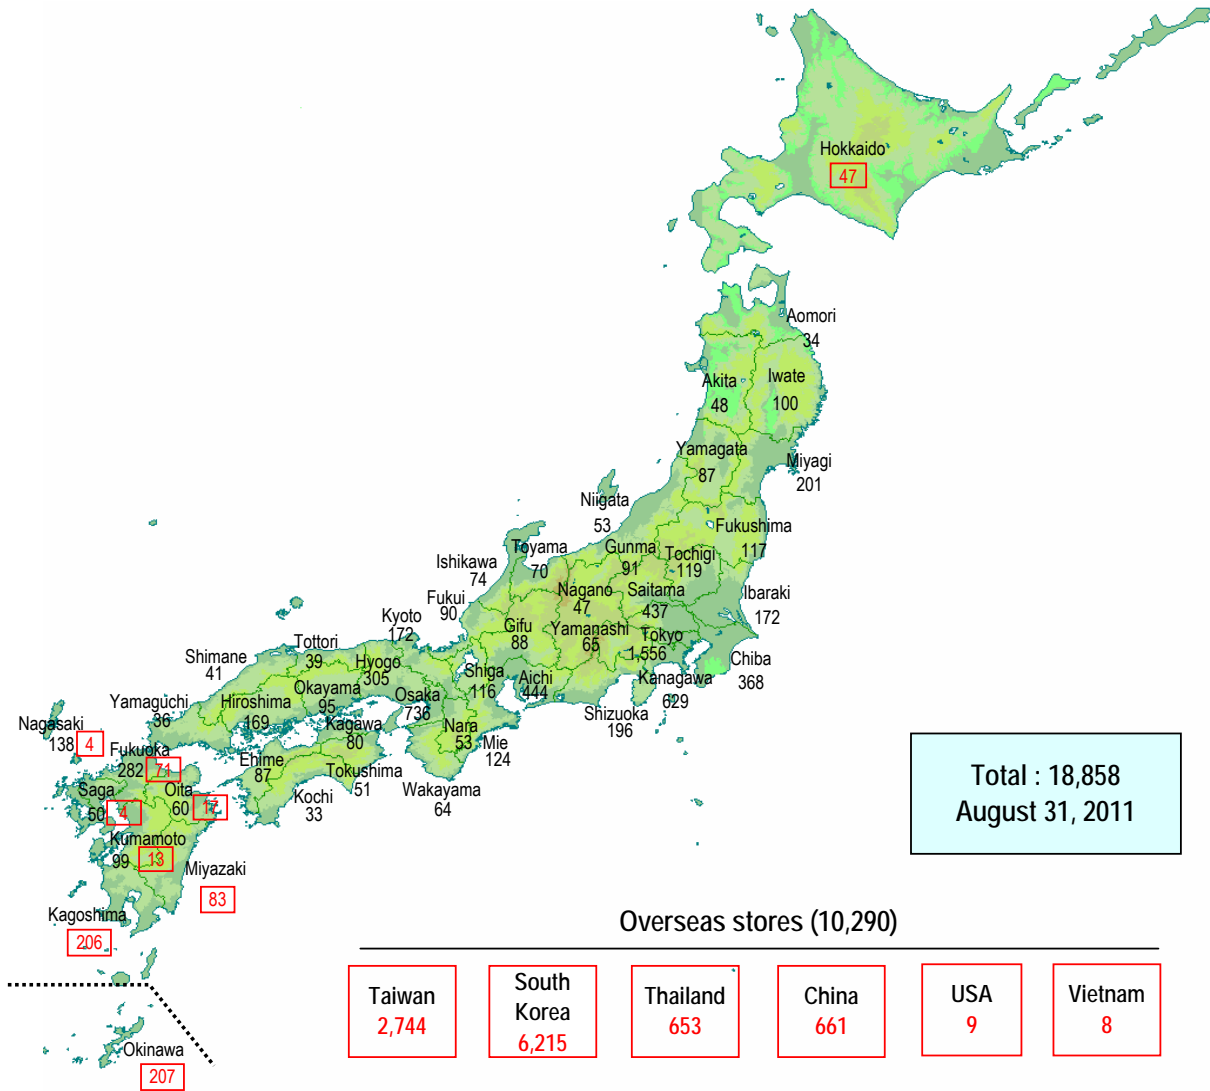 Hokkaido
47
Aomori
34
Akita
48
Iwate
100
Yamagata
87
Miyagi
201
Niigata
53
Fukushima
117
Toyama
70
Gunma
91
Tochigi
119
Ishikawa
74
Nagano
47
Saitama
437
Ibaraki
172
Fukui
90
Gifu
88
Yamanashi
65
Tokyo
1,556
Kyoto
172
Chiba
368
Tottori
39
Hyogo
305
Shimane
41
Shiga
116
Aichi
444
Kanagawa
629
Okayama
95
Osaka
736
Yamaguchi
36
Hiroshima
169
Shizuoka
196
Nagasaki
138
4
Kagawa
80
Nara
53
Mie
124
Fukuoka
282
71
Ehime
87
Tokushima
51
Wakayama
64
Saga
50
4
Oita
60
17
Kochi
33
Kumamoto
99
13
Miyazaki
83
Kagoshima
206
Okinawa
207
Total : 18,858
August 31, 2011
Overseas stores (10,290)
Taiwan
2,744
South
Korea
6,215
Thailand
653
China
661
USA
9
Vietnam
8